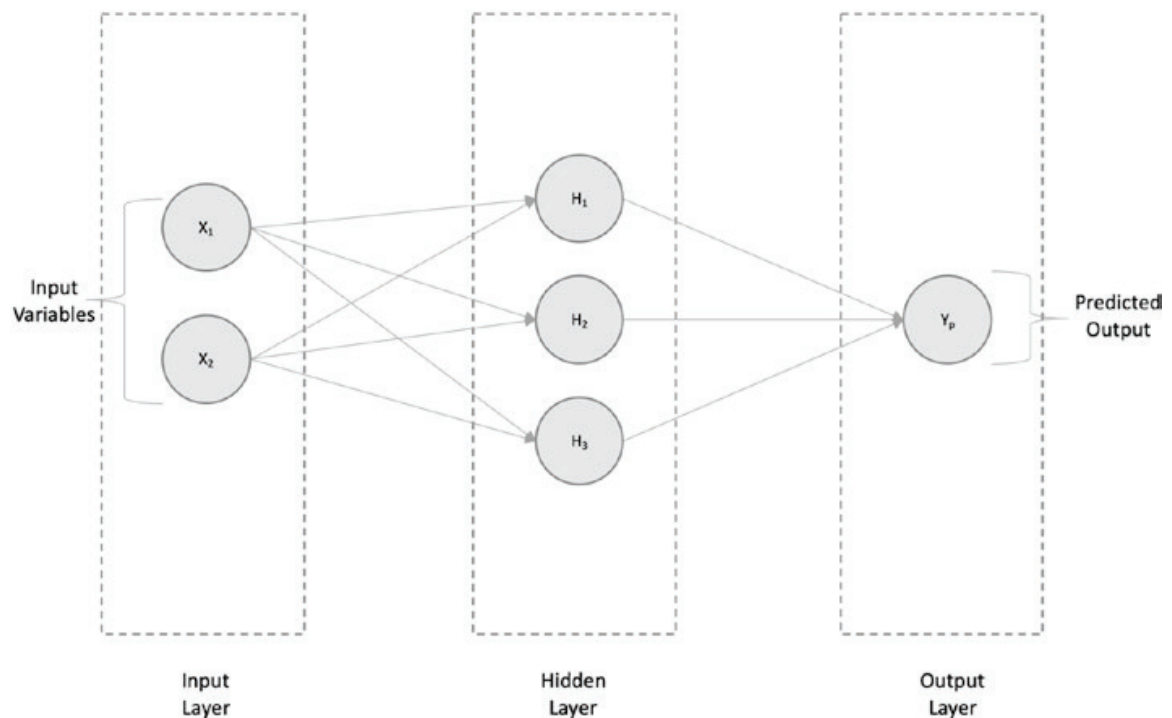 Input
Variables
X₁
X₂
H₁
H₂
H₃
Yₚ
Predicted
Output
Input
Layer
Hidden
Layer
Output
Layer